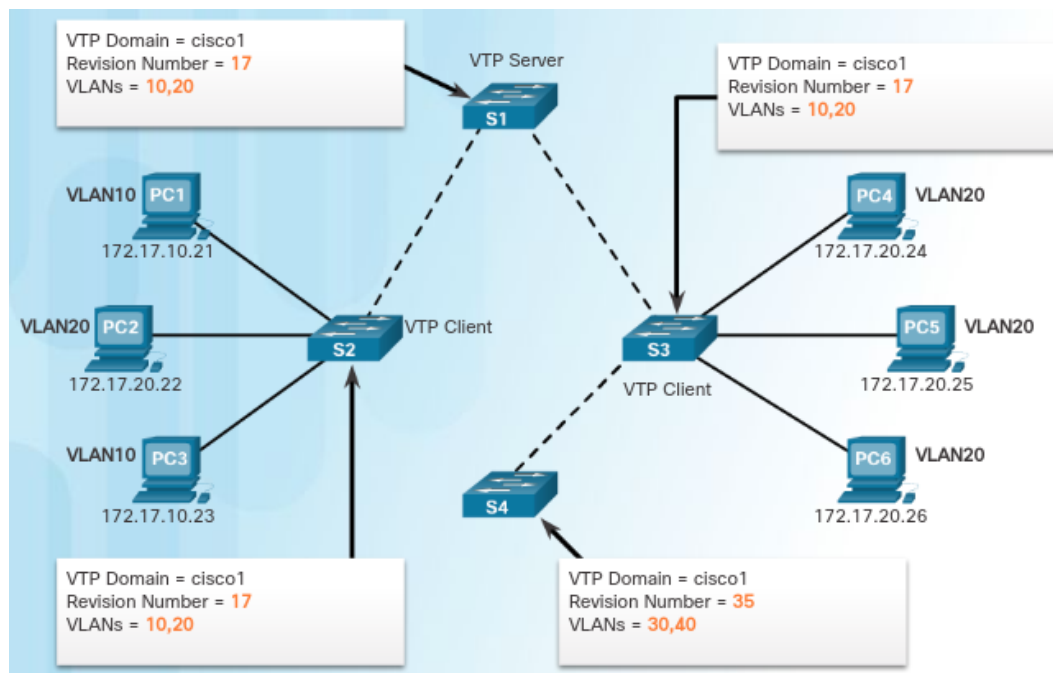 VTP Domain = cisco1
Revision Number = 17
VLANs = 10,20
VTP Server
S1
VTP Domain = cisco1
Revision Number = 17
VLANs = 10,20
VLAN10
PC1
172.17.10.21
PC4
VLAN20
172.17.20.24
VLAN20
PC2
172.17.20.22
VTP Client
S2
S3
VTP Client
PC5
VLAN20
172.17.20.25
VLAN10
PC3
172.17.10.23
S4
PC6
VLAN20
172.17.20.26
VTP Domain = cisco1
Revision Number = 17
VLANs = 10,20
VTP Domain = cisco1
Revision Number = 35
VLANs = 30,40